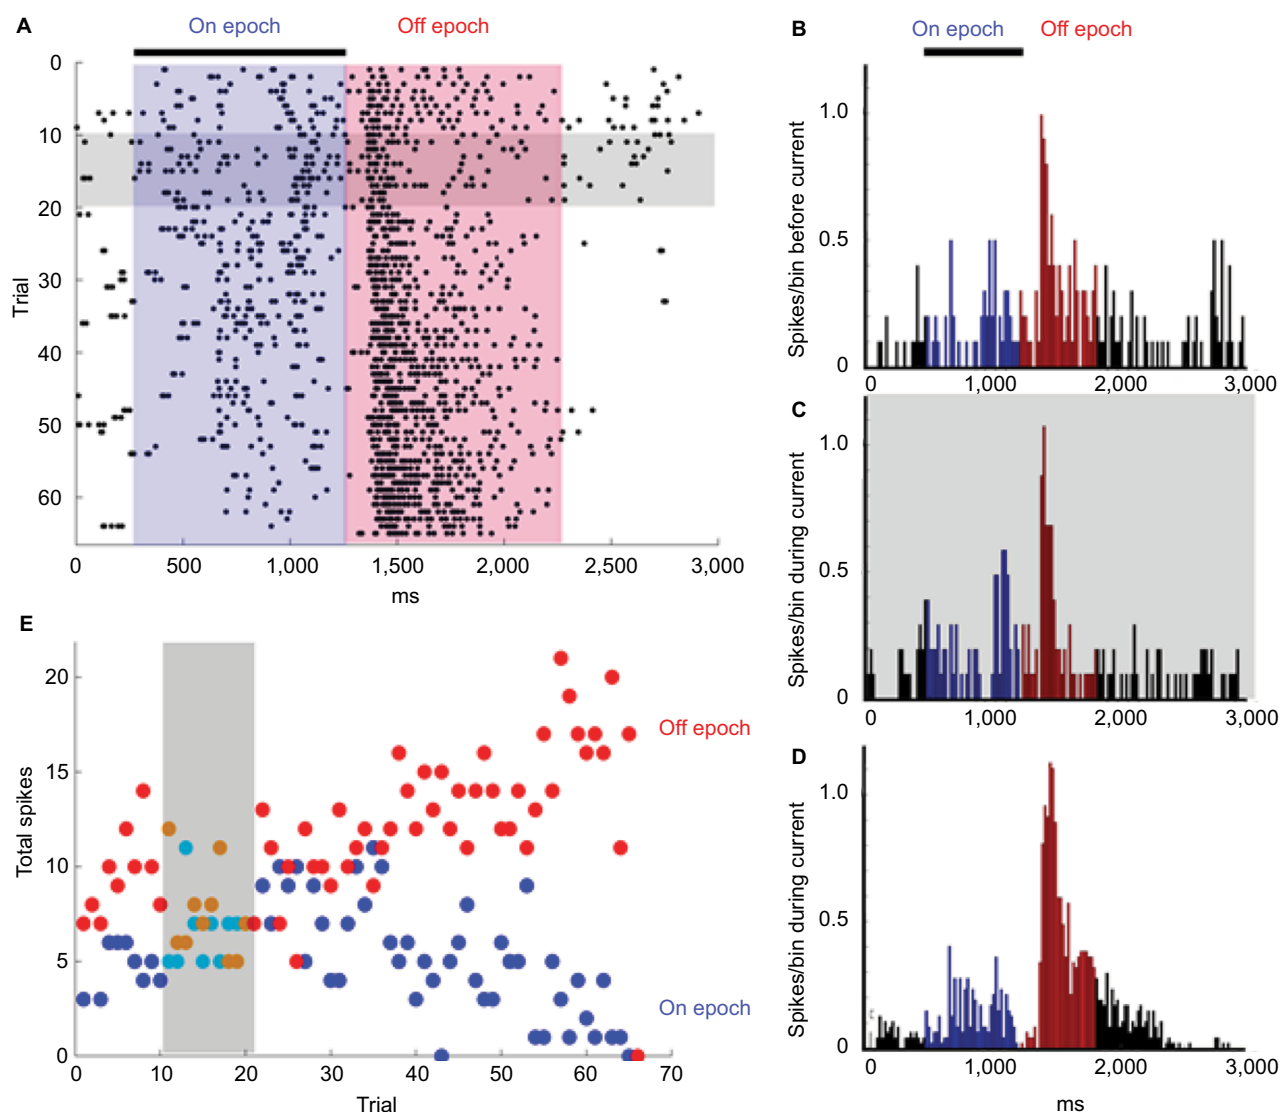 A
On epoch
Off epoch
Trial
0
10
20
30
40
50
60
0
500
1,000
1,500
2,000
2,500
3,000
ms
B
On epoch
Off epoch
Spikes/bin before current
1.0
0.5
0
0
1,000
2,000
3,000
C
Spikes/bin during current
1.0
0.5
0
0
1,000
2,000
3,000
D
Spikes/bin during current
1.0
0.5
0
0
1,000
2,000
3,000
ms
E
Total spikes
20
15
10
5
0
Off epoch
On epoch
0
10
20
30
40
50
60
70
Trial